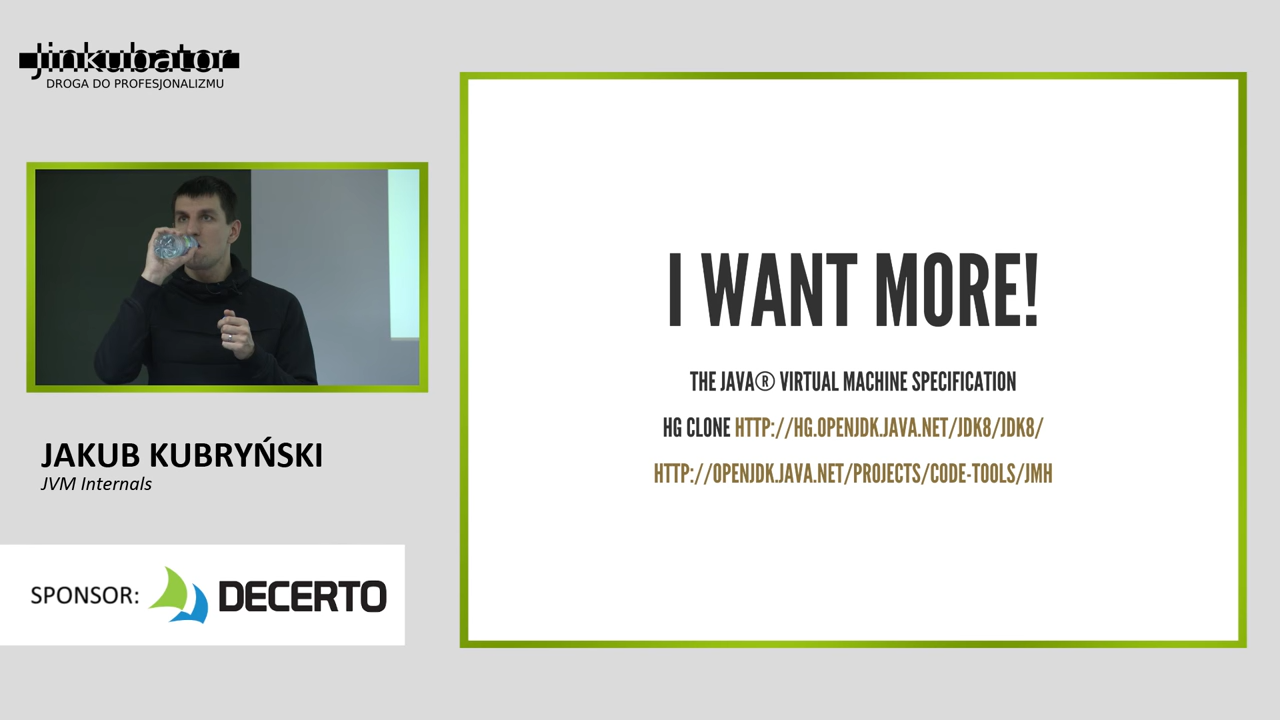 Jinkubator
DROGA DO PROFESJONALIZMU
JAKUB KUBRYŃSKI
JVM Internals
SPONSOR: DECERTO
I WANT MORE!
THE JAVA® VIRTUAL MACHINE SPECIFICATION
HG CLONE HTTP://HG.OPENJDK.JAVA.NET/JDK8/JDK8/
HTTP://OPENJDK.JAVA.NET/PROJECTS/CODE-TOOLS/JMH